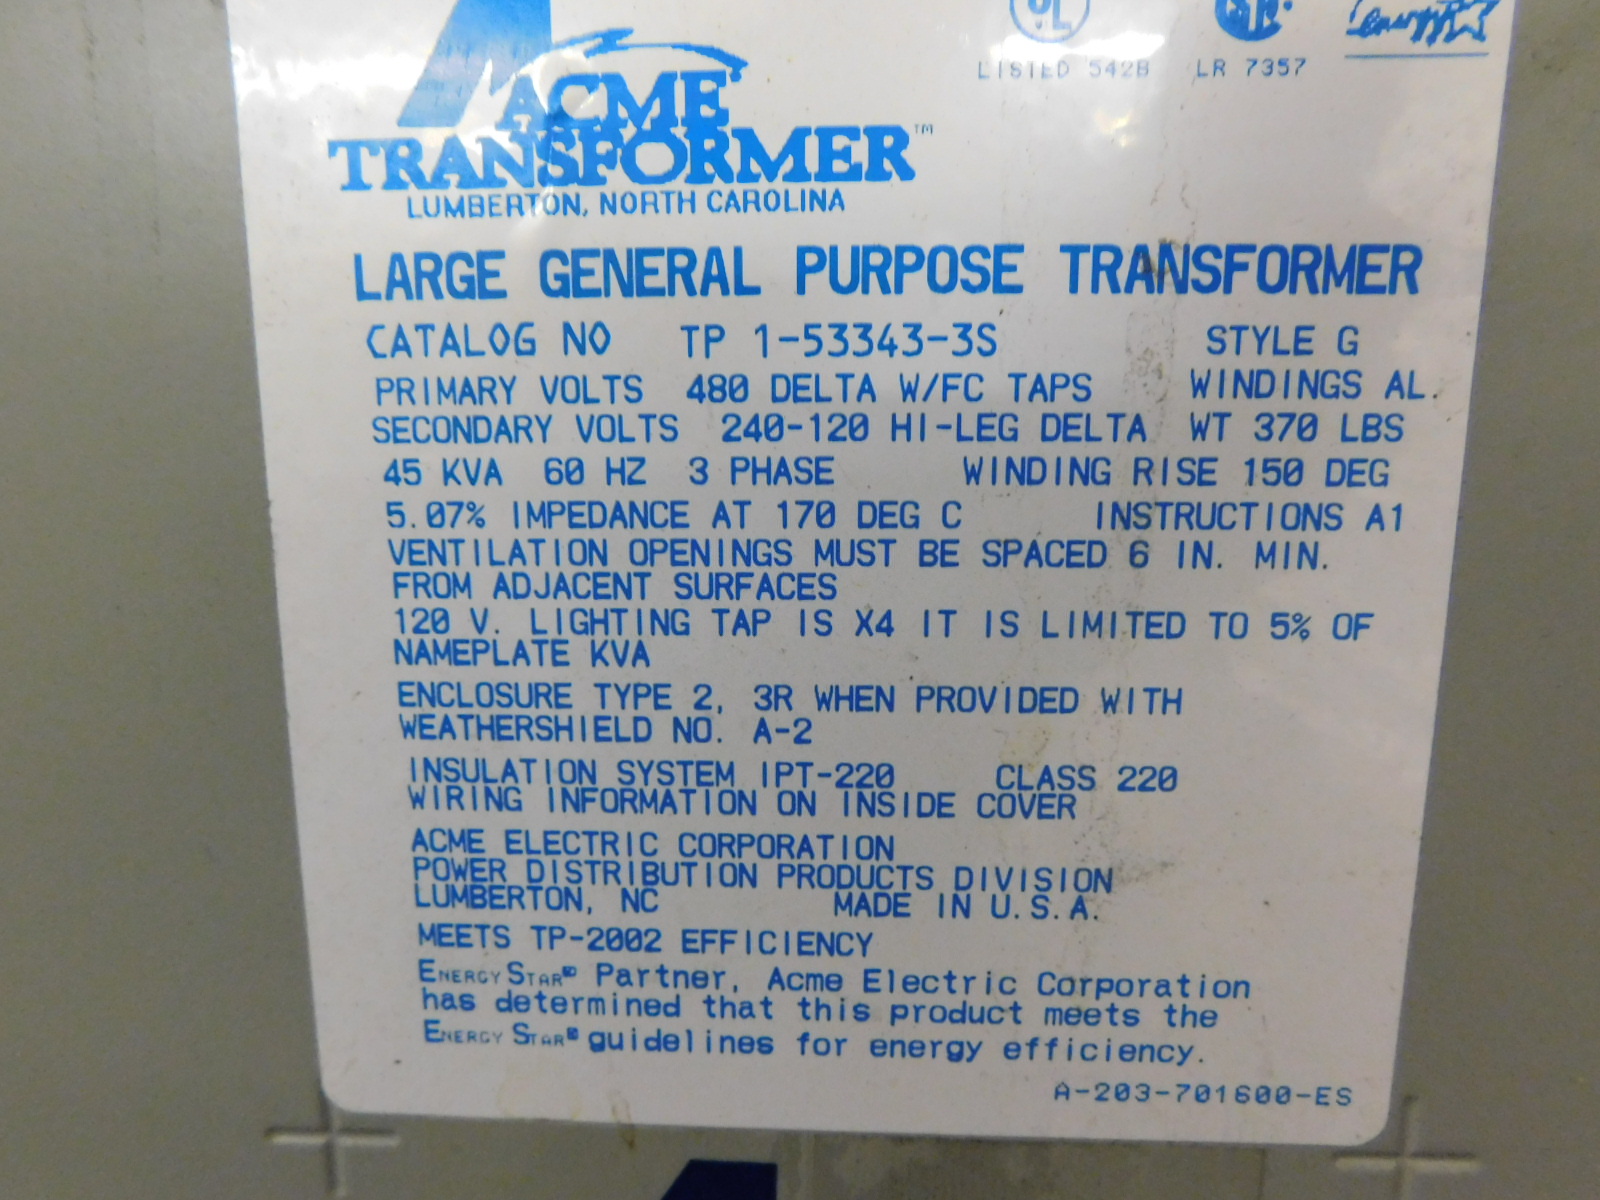 UL
LISTED 542B LR 7357
energy
ACME
TRANSFORMER™
LUMBERTON, NORTH CAROLINA
LARGE GENERAL PURPOSE TRANSFORMER
CATALOG NO TP 1-53343-3S STYLE G
PRIMARY VOLTS 480 DELTA W/FC TAPS WINDINGS AL.
SECONDARY VOLTS 240-120 HI-LEG DELTA WT 370 LBS
45 KVA 60 HZ 3 PHASE WINDING RISE 150 DEG
5.07% IMPEDANCE AT 170 DEG C INSTRUCTIONS A1
VENTILATION OPENINGS MUST BE SPACED 6 IN. MIN.
FROM ADJACENT SURFACES
120 V. LIGHTING TAP IS X4 IT IS LIMITED TO 5% OF
NAMEPLATE KVA
ENCLOSURE TYPE 2, 3R WHEN PROVIDED WITH
WEATHERSHIELD NO. A-2
INSULATION SYSTEM IPT-220 CLASS 220
WIRING INFORMATION ON INSIDE COVER
ACME ELECTRIC CORPORATION
POWER DISTRIBUTION PRODUCTS DIVISION
LUMBERTON, NC MADE IN U.S.A.
MEETS TP-2002 EFFICIENCY
ENERGY STAR® Partner, Acme Electric Corporation
has determined that this product meets the
ENERGY STAR® guidelines for energy efficiency.
A-203-701600-ES